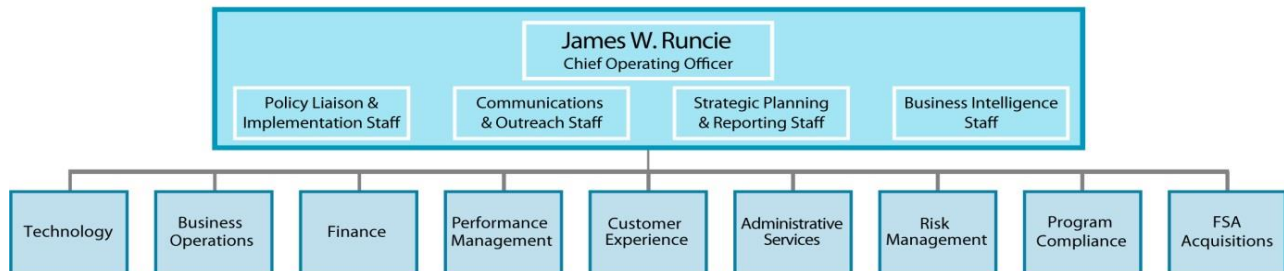 James W. Runcie
Chief Operating Officer
Policy Liaison &
Implementation Staff
Communications
& Outreach Staff
Strategic Planning
& Reporting Staff
Business Intelligence
Staff
Technology
Business
Operations
Finance
Performance
Management
Customer
Experience
Administrative
Services
Risk
Management
Program
Compliance
FSA
Acquisitions